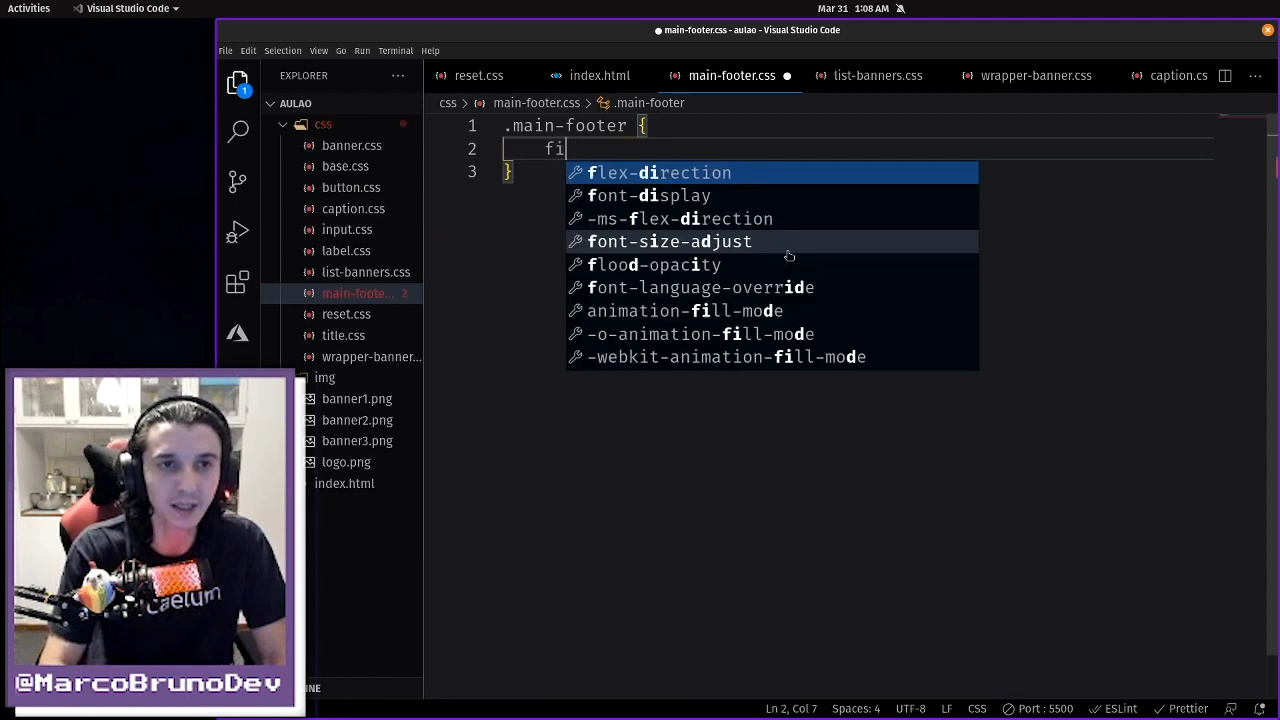 Activities
Visual Studio Code
Mar 31 1:08 AM
main-footer.css - aulao - Visual Studio Code
File Edit Selection View Go Run Terminal Help
1
EXPLORER
AULAO
css
banner.css
base.css
button.css
caption.css
input.css
label.css
list-banners.css
main-foote... 2
reset.css
title.css
wrapper-banner...
img
banner1.png
banner2.png
banner3.png
logo.png
index.html
reset.css
index.html
main-footer.css
list-banners.css
wrapper-banner.css
caption.cs
css > main-footer.css > .main-footer
1 .main-footer {
2 fi
3 }
flex-direction
font-display
-ms-flex-direction
font-size-adjust
flood-opacity
font-language-override
animation-fill-mode
-o-animation-fill-mode
-webkit-animation-fill-mode
Caelum
@MarcoBrunoDev
Ln 2, Col 7 Spaces: 4 UTF-8 LF CSS Port : 5500 ESLint Prettier